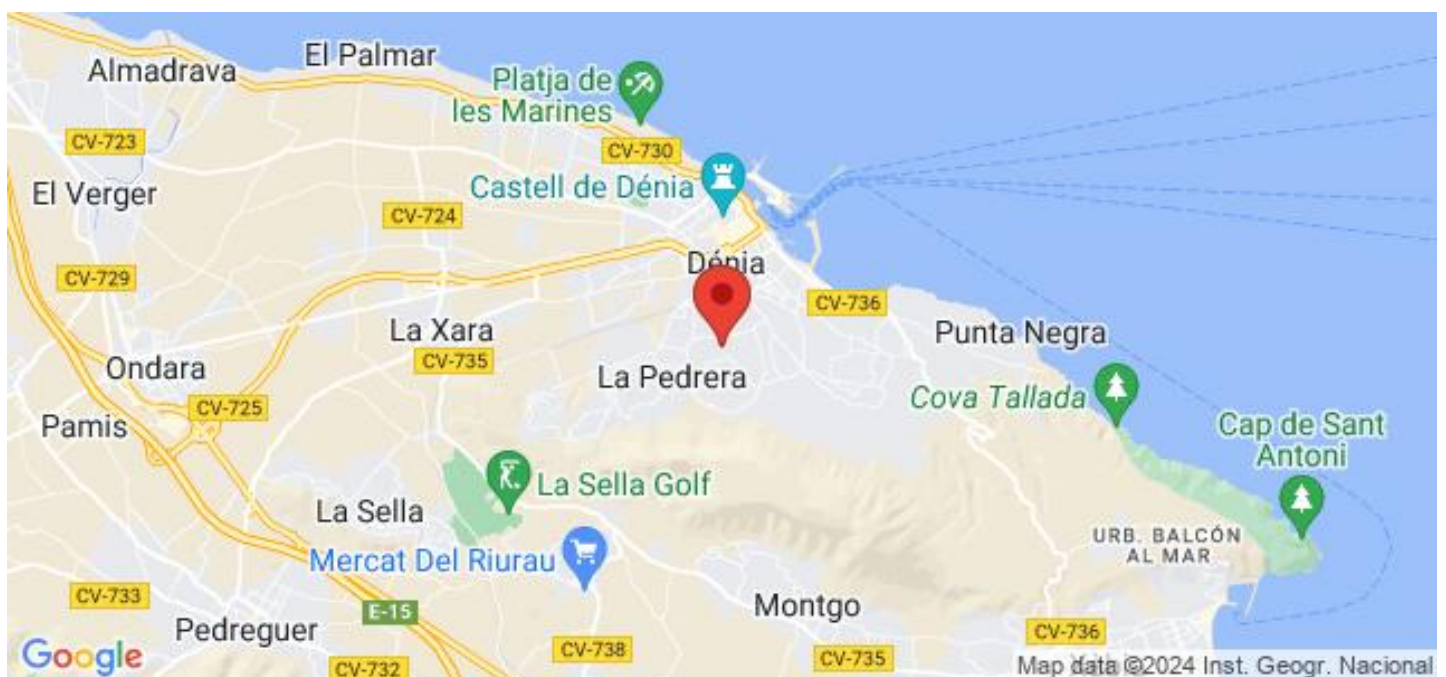 El Palmar
Almadrava
Platja de
les Marines
CV-723
CV-730
El Verger
Castell de Dénia
CV-724
Dénia
CV-729
CV-736
La Xara
Punta Negra
CV-735
Ondara
La Pedrera
Cova Tallada
CV-725
Pamis
Cap de Sant
Antoni
La Sella Golf
La Sella
URB. BALCÓN
AL MAR
Mercat Del Riurau
CV-733
E-15
Montgo
Pedreguer
CV-736
CV-738
Google
CV-732
CV-735
Map data ©2024 Inst. Geogr. Nacional